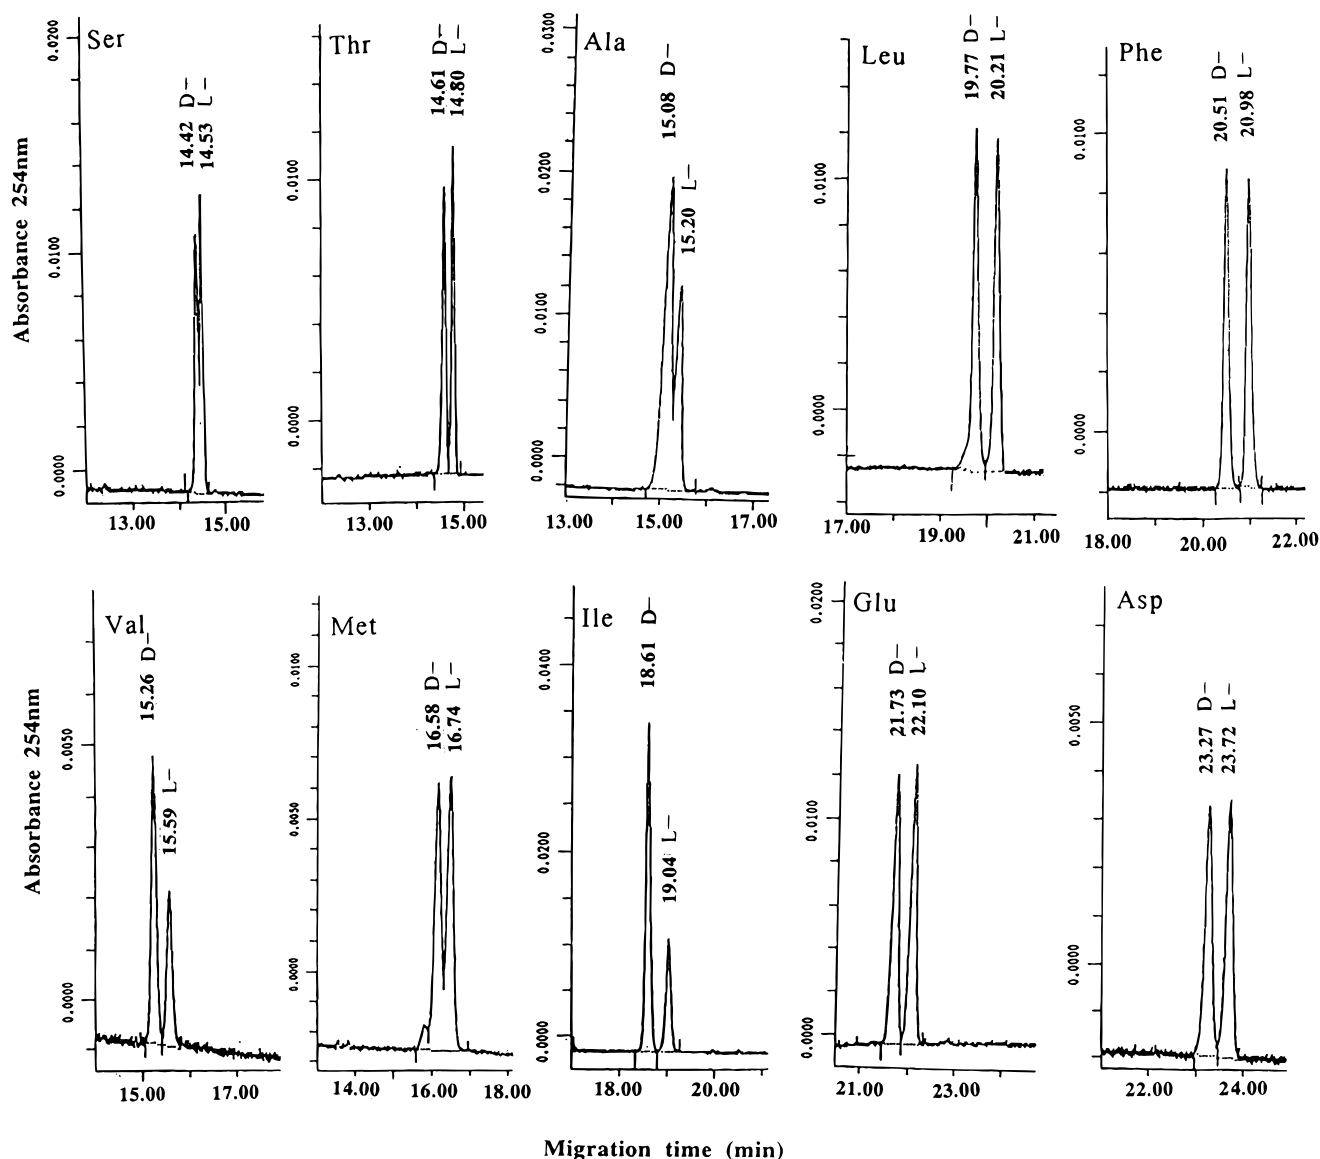 Absorbance 254nm
Ser
0.0200
0.0100
0.0000
14.42 D–
14.53 L–
13.00 15.00
Thr
0.0100
0.0000
14.61 D–
14.80 L–
13.00 15.00
Ala
0.0300
0.0200
0.0100
0.0000
15.08 D–
15.20 L–
13.00 15.00 17.00
Leu
0.0100
0.0000
19.77 D–
20.21 L–
17.00 19.00 21.00
Phe
0.0100
0.0000
20.51 D–
20.98 L–
18.00 20.00 22.00
Absorbance 254nm
Val
0.0050
0.0000
15.26 D–
15.59 L–
15.00 17.00
Met
0.0100
0.0050
0.0000
16.58 D–
16.74 L–
14.00 16.00 18.00
Ile
0.0400
0.0200
0.0000
18.61 D–
19.04 L–
18.00 20.00
Glu
0.0200
0.0100
0.0000
21.73 D–
22.10 L–
20.50 22.00 23.00
Asp
0.0050
0.0000
23.27 D–
23.72 L–
22.00 24.00
Migration time (min)